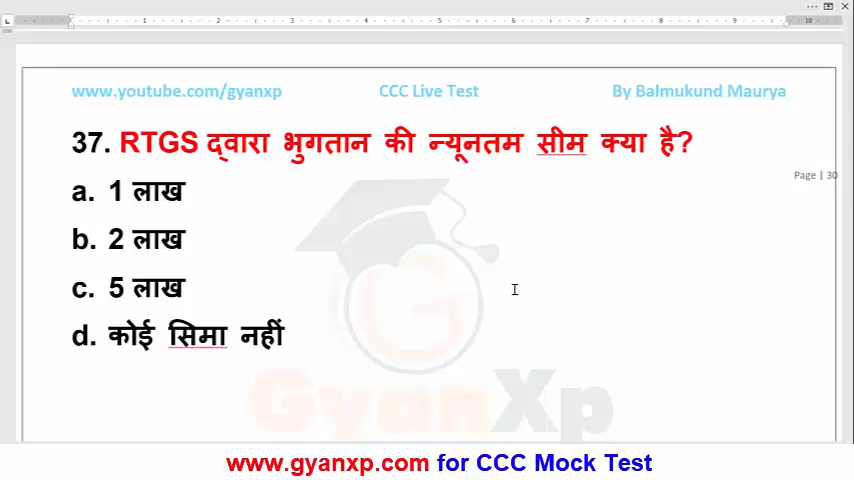 www.youtube.com/gyanxp CCC Live Test By Balmukund Maurya
37. RTGS द्वारा भुगतान की न्यूनतम सीम क्या है?
Page | 30
a. 1 लाख
b. 2 लाख
c. 5 लाख
d. कोई सिमा नहीं
GyanXp
www.gyanxp.com for CCC Mock Test